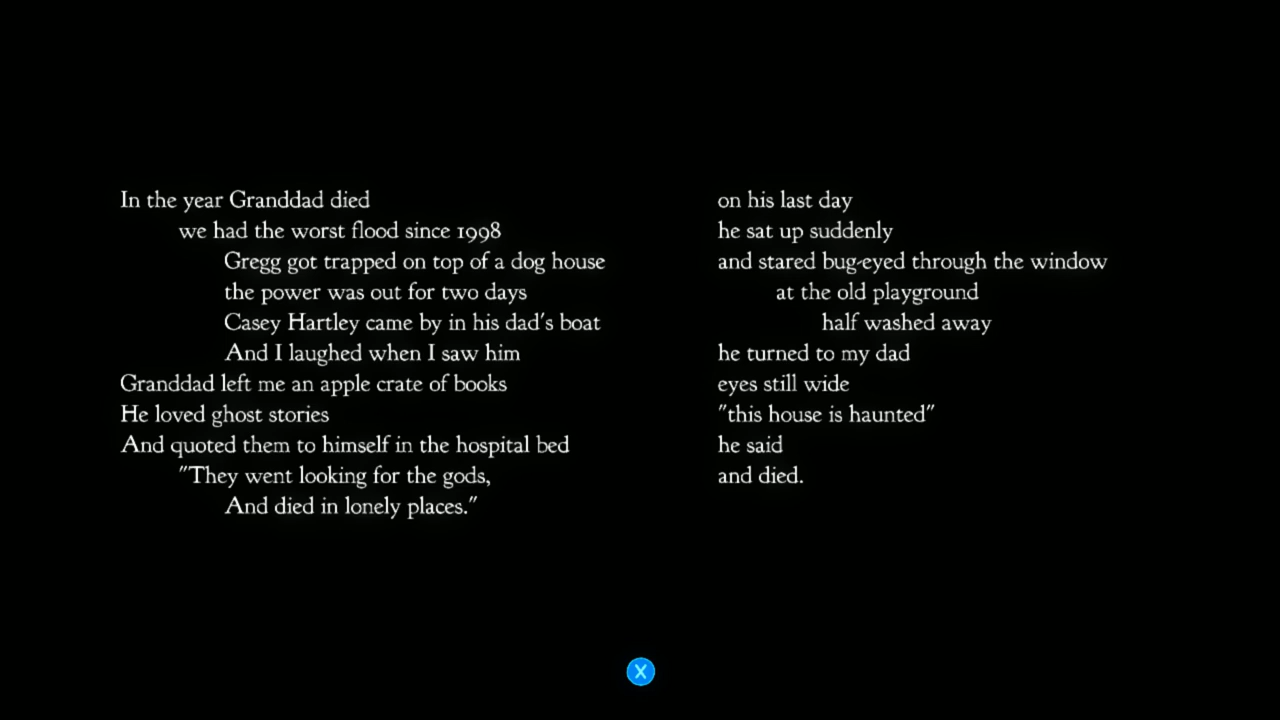 In the year Granddad died
we had the worst flood since 1998
Gregg got trapped on top of a dog house
the power was out for two days
Casey Hartley came by in his dad's boat
And I laughed when I saw him
Granddad left me an apple crate of books
He loved ghost stories
And quoted them to himself in the hospital bed
"They went looking for the gods,
And died in lonely places."
on his last day
he sat up suddenly
and stared bug-eyed through the window
at the old playground
half washed away
he turned to my dad
eyes still wide
"this house is haunted"
he said
and died.
X